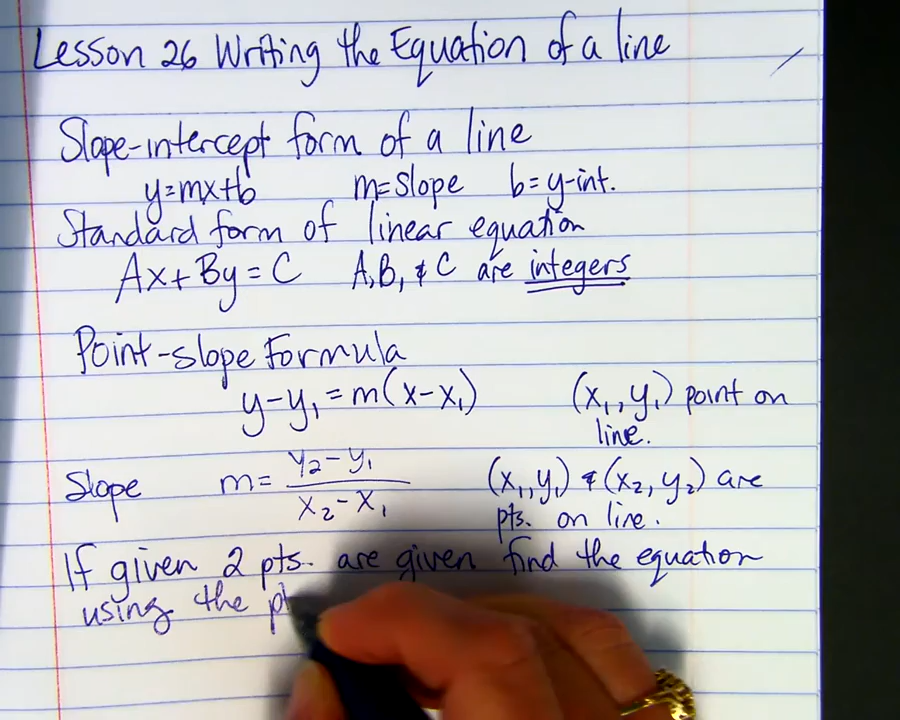 Lesson 26 Writing the Equation of a line
Slope-intercept form of a line
y=mx+b m=slope b=y-int.
Standard form of linear equation
Ax+By=C A,B, & C are integers
Point-slope Formula
y-y₁=m(x-x₁) (x₁,y₁) point on
line.
Slope m= y₂-y₁ / x₂-x₁ (x₁,y₁) & (x₂,y₂) are
pts. on line.
If given 2 pts. are given find the equation
using the